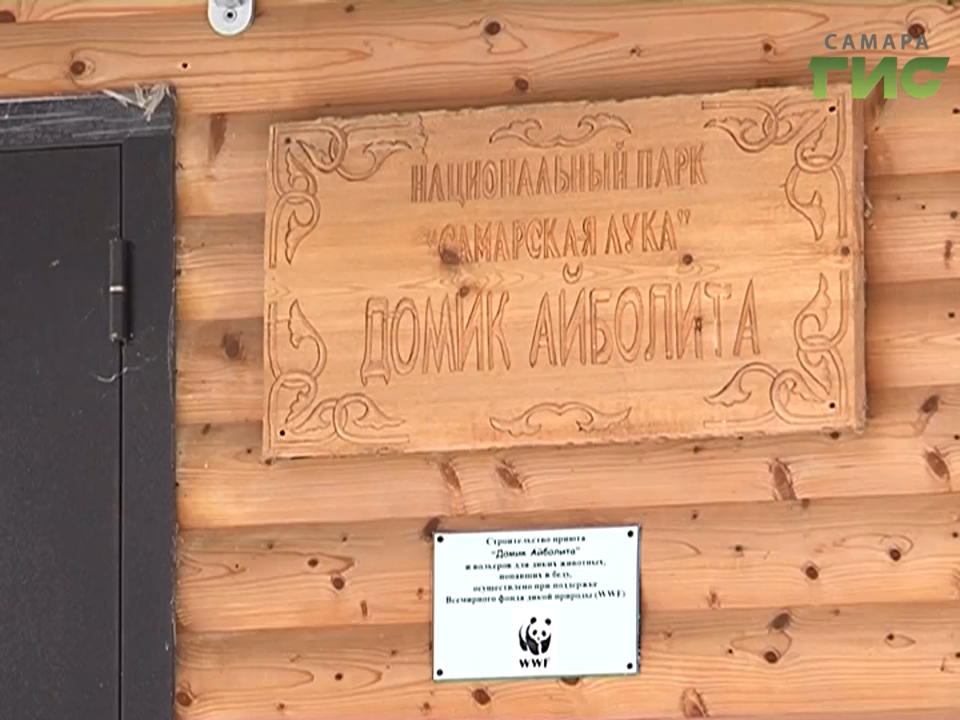 САМАРА
ГИС
НАЦИОНАЛЬНЫЙ ПАРК
"САМАРСКАЯ ЛУКА"
ДОМИК АЙБОЛИТА
Строительство приюта
"Домик Айболита"
и вольеров для диких животных,
попавших в беду,
осуществлено при поддержке
Всемирного фонда дикой природы (WWF)
WWF